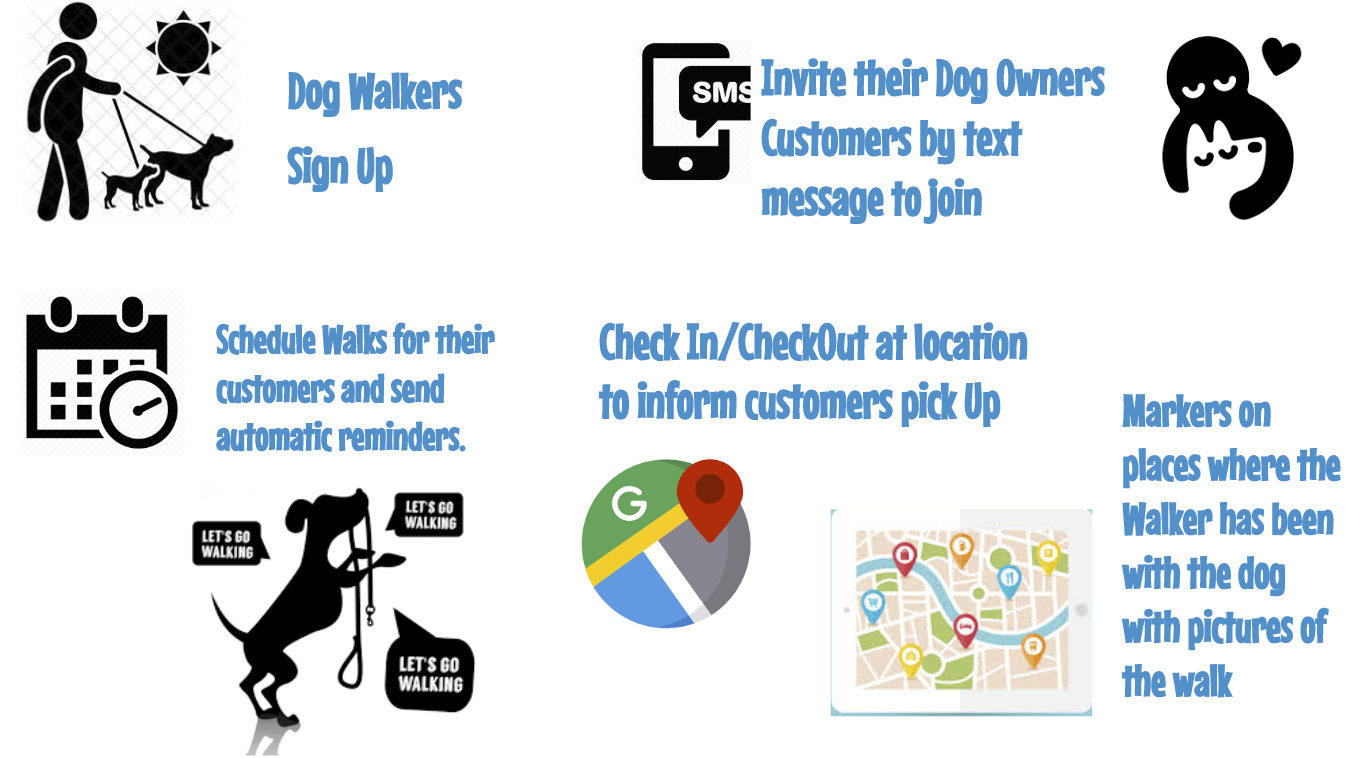 Dog Walkers
Sign Up
SMS
Invite their Dog Owners
Customers by text
message to join
Schedule Walks for their
customers and send
automatic reminders.
Check In/CheckOut at location
to inform customers pick Up
Markers on
places where the
Walker has been
with the dog
with pictures of
the walk
LET'S GO
WALKING
LET'S GO
WALKING
LET'S GO
WALKING
G